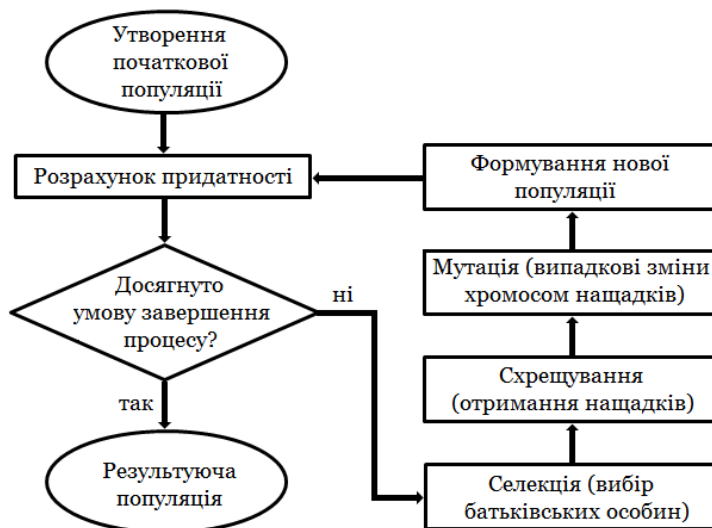 Утворення
початкової
популяції
Розрахунок придатності
Досягнуто
умову завершення
процесу?
ні
так
Результуюча
популяція
Селекція (вибір
батьківських особин)
Схрещування
(отримання нащадків)
Мутація (випадкові зміни
хромосом нащадків)
Формування нової
популяції